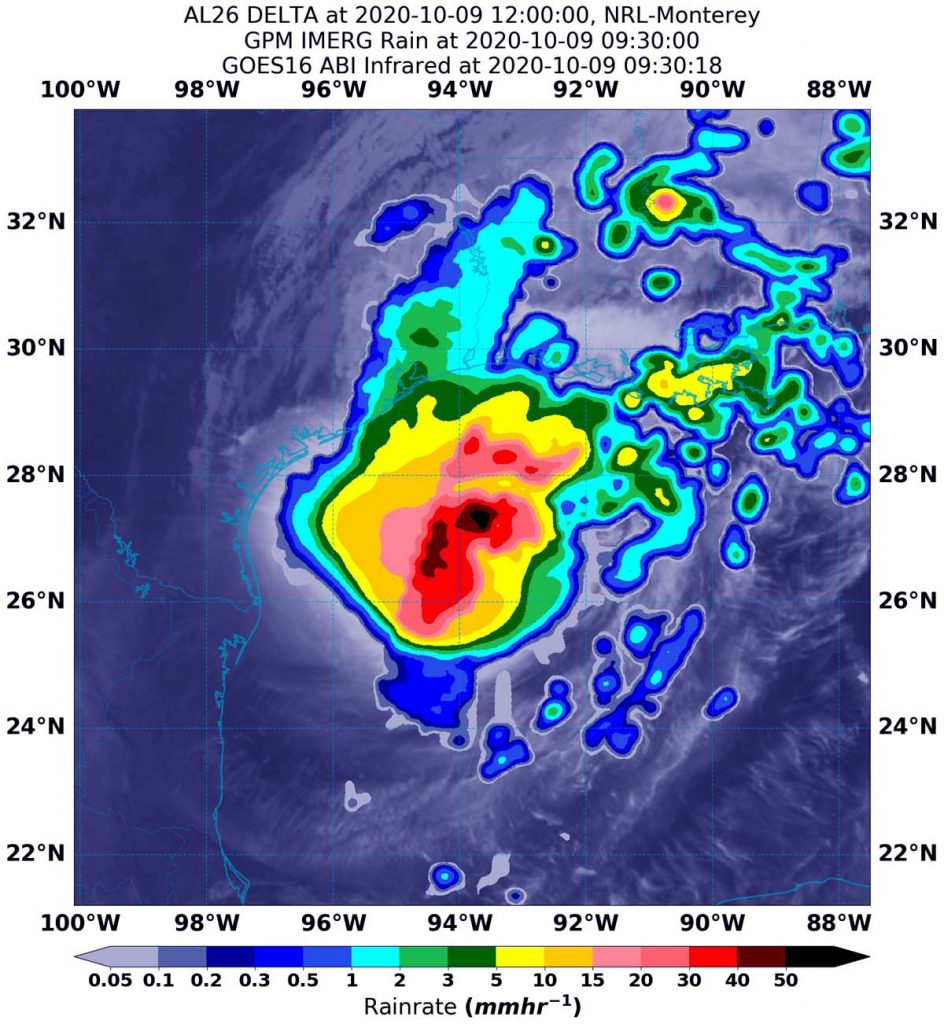 AL26 DELTA at 2020-10-09 12:00:00, NRL-Monterey
GPM IMERG Rain at 2020-10-09 09:30:00
GOES16 ABI Infrared at 2020-10-09 09:30:18
100°W 98°W 96°W 94°W 92°W 90°W 88°W
32°N 32°N
30°N 30°N
28°N 28°N
26°N 26°N
24°N 24°N
22°N 22°N
100°W 98°W 96°W 94°W 92°W 90°W 88°W
0.05 0.1 0.2 0.3 0.5 1 2 3 5 10 15 20 30 40 50
Rainrate (mmhr⁻¹)